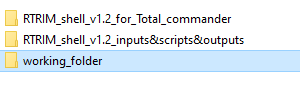 RTRIM_shell_v1.2_for_Total_commander
RTRIM_shell_v1.2_inputs&scripts&outputs
working_folder